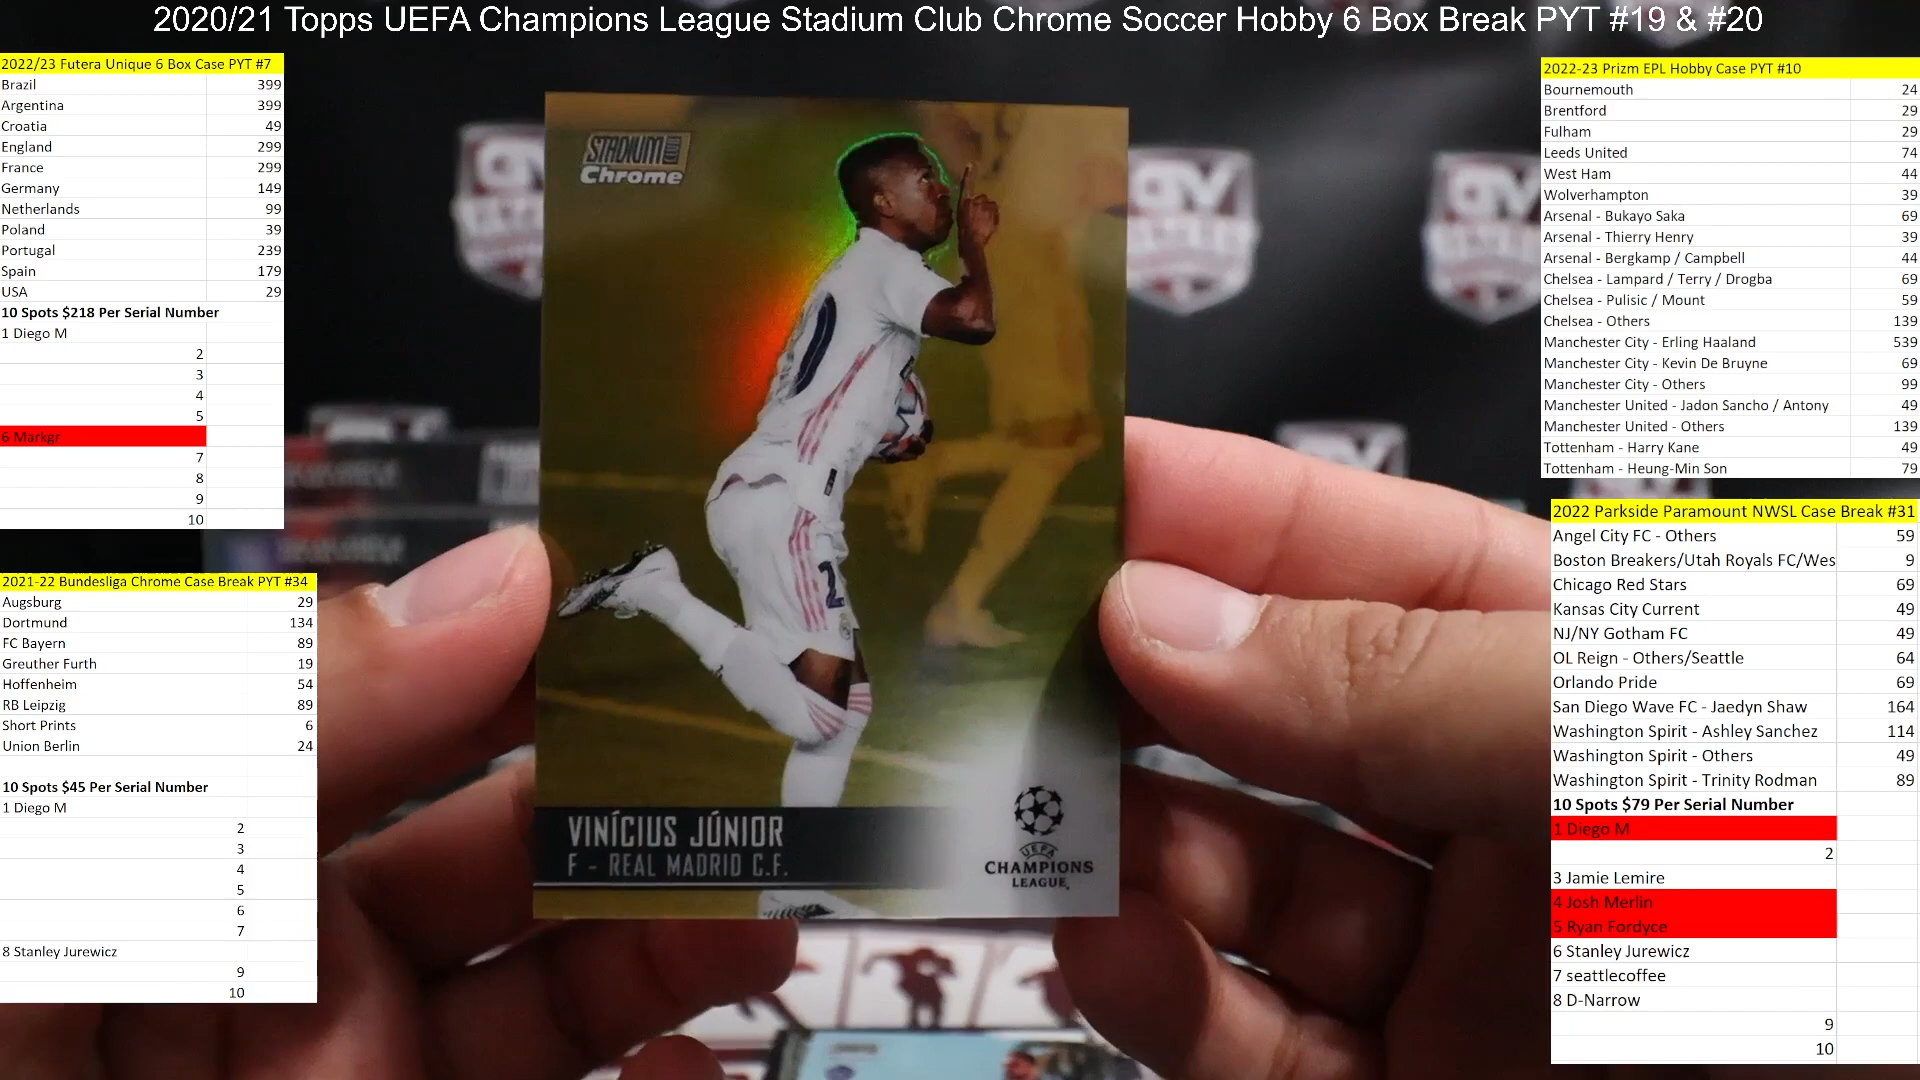 2020/21 Topps UEFA Champions League Stadium Club Chrome Soccer Hobby 6 Box Break PYT #19 & #20
2022/23 Futera Unique 6 Box Case PYT #7
Brazil 399
Argentina 399
Croatia 49
England 299
France 299
Germany 149
Netherlands 99
Poland 39
Portugal 239
Spain 179
USA 29
10 Spots $218 Per Serial Number
1 Diego M
2
3
4
5
6 Markgr
7
8
9
10
2021-22 Bundesliga Chrome Case Break PYT #34
Augsburg 29
Dortmund 134
FC Bayern 89
Greuther Furth 19
Hoffenheim 54
RB Leipzig 89
Short Prints 6
Union Berlin 24
10 Spots $45 Per Serial Number
1 Diego M
2
3
4
5
6
7
8 Stanley Jurewicz
9
10
STADIUM CLUB
Chrome
2
VINÍCIUS JÚNIOR
F - REAL MADRID C.F.
UEFA
CHAMPIONS
LEAGUE
2022-23 Prizm EPL Hobby Case PYT #10
Bournemouth 24
Brentford 29
Fulham 29
Leeds United 74
West Ham 44
Wolverhampton 39
Arsenal - Bukayo Saka 69
Arsenal - Thierry Henry 39
Arsenal - Bergkamp / Campbell 44
Chelsea - Lampard / Terry / Drogba 69
Chelsea - Pulisic / Mount 59
Chelsea - Others 139
Manchester City - Erling Haaland 539
Manchester City - Kevin De Bruyne 69
Manchester City - Others 99
Manchester United - Jadon Sancho / Antony 49
Manchester United - Others 139
Tottenham - Harry Kane 49
Tottenham - Heung-Min Son 79
2022 Parkside Paramount NWSL Case Break #31
Angel City FC - Others 59
Boston Breakers/Utah Royals FC/Wes 9
Chicago Red Stars 69
Kansas City Current 49
NJ/NY Gotham FC 49
OL Reign - Others/Seattle 64
Orlando Pride 69
San Diego Wave FC - Jaedyn Shaw 164
Washington Spirit - Ashley Sanchez 114
Washington Spirit - Others 49
Washington Spirit - Trinity Rodman 89
10 Spots $79 Per Serial Number
1 Diego M
2
3 Jamie Lemire
4 Josh Merlin
5 Ryan Fordyce
6 Stanley Jurewicz
7 seattlecoffee
8 D-Narrow
9
10